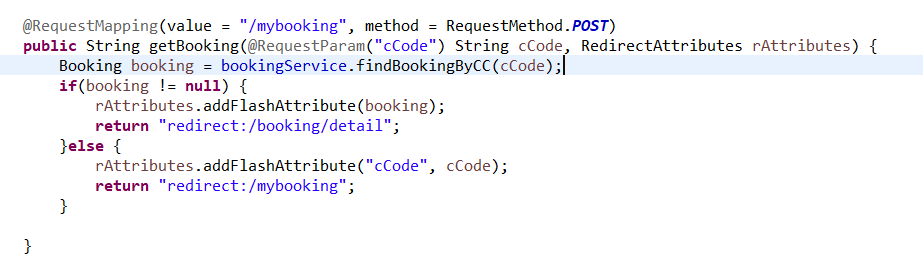 @RequestMapping(value = "/mybooking", method = RequestMethod.POST)
public String getBooking(@RequestParam("cCode") String cCode, RedirectAttributes rAttributes) {
    Booking booking = bookingService.findBookingByCC(cCode);
    if(booking != null) {
        rAttributes.addFlashAttribute(booking);
        return "redirect:/booking/detail";
    }else {
        rAttributes.addFlashAttribute("cCode", cCode);
        return "redirect:/mybooking";
    }
}